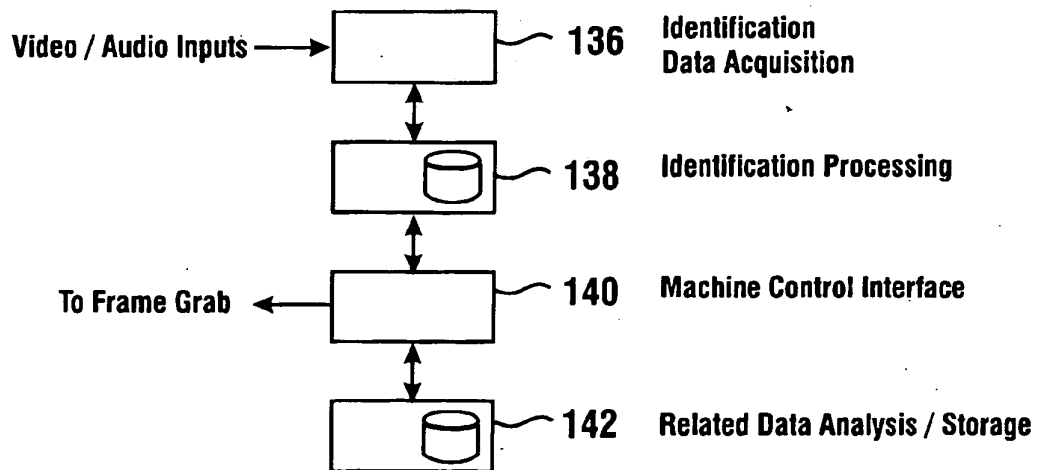 Video / Audio Inputs
136
Identification
Data Acquisition
138
Identification Processing
To Frame Grab
140
Machine Control Interface
142
Related Data Analysis / Storage